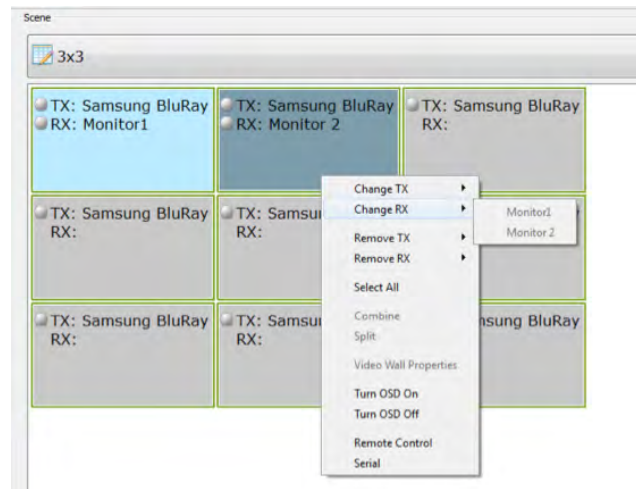 Scene
3x3
TX: Samsung BluRay
RX: Monitor1
TX: Samsung BluRay
RX: Monitor 2
TX: Samsung BluRay
RX:
TX: Samsung BluRay
RX:
TX: Samsu
RX:
TX: Samsung BluRay
RX:
TX: Samsu
RX:
nsung BluRay
Change TX
Change RX
Remove TX
Remove RX
Select All
Combine
Split
Video Wall Properties
Turn OSD On
Turn OSD Off
Remote Control
Serial
Monitor1
Monitor 2